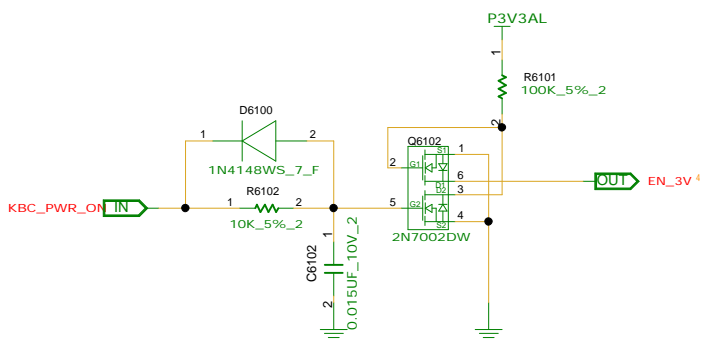 P3V3AL
1
R6101
100K_5%_2
2
D6100
1
2
1N4148WS_7_F
Q6102
S1
1
2
G1
D1
6
D2
3
OUT
EN_3V
4
KBC_PWR_ON
IN
1
R6102
2
10K_5%_2
5
G2
4
S2
2N7002DW
1
C6102
2
0.015UF_10V_2